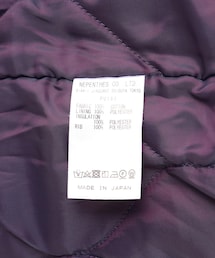 NEPENTHES CO. LTD
FABRIC 100% COTTON
LINING 100% POLYESTER
INSULATION
100% POLYESTER
RIB 100% POLYESTER
MADE IN JAPAN